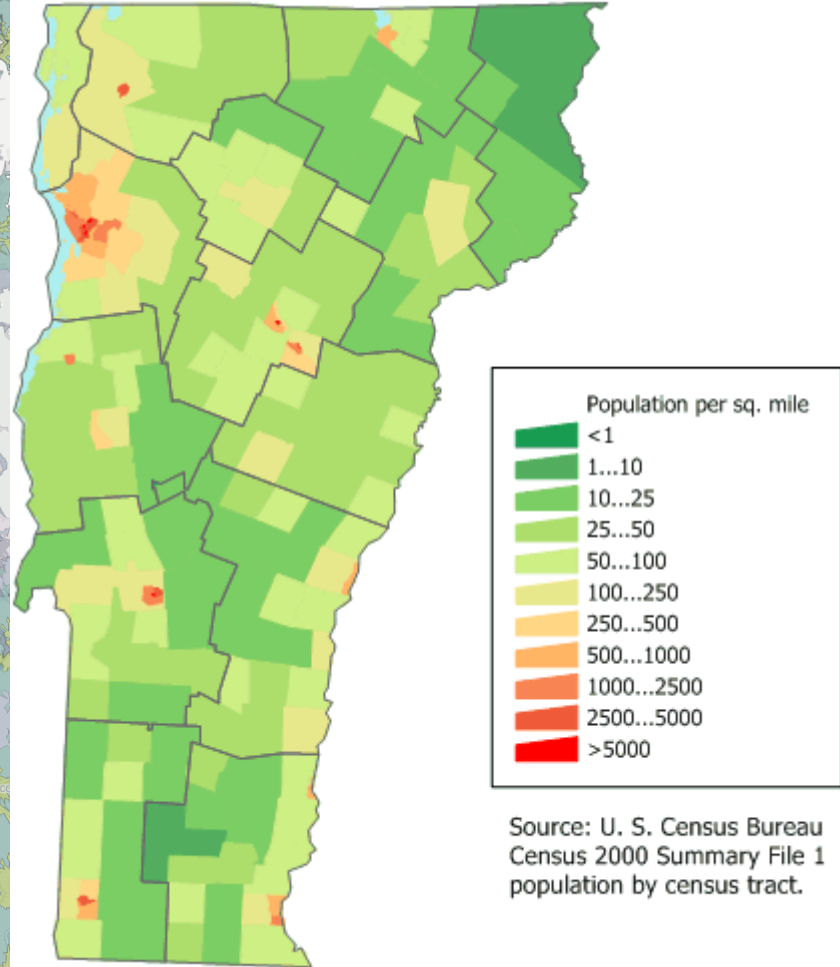 Population per sq. mile
<1
1...10
10...25
25...50
50...100
100...250
250...500
500...1000
1000...2500
2500...5000
>5000
Source: U. S. Census Bureau
Census 2000 Summary File 1
population by census tract.